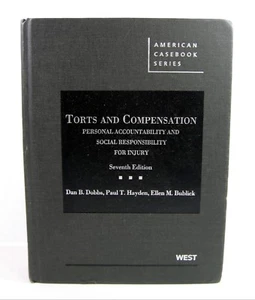 AMERICAN
CASEBOOK
SERIES
TORTS AND COMPENSATION
PERSONAL ACCOUNTABILITY AND
SOCIAL RESPONSIBILITY
FOR INJURY
Seventh Edition
Dan B. Dobbs, Paul T. Hayden, Ellen M. Bublick
WEST